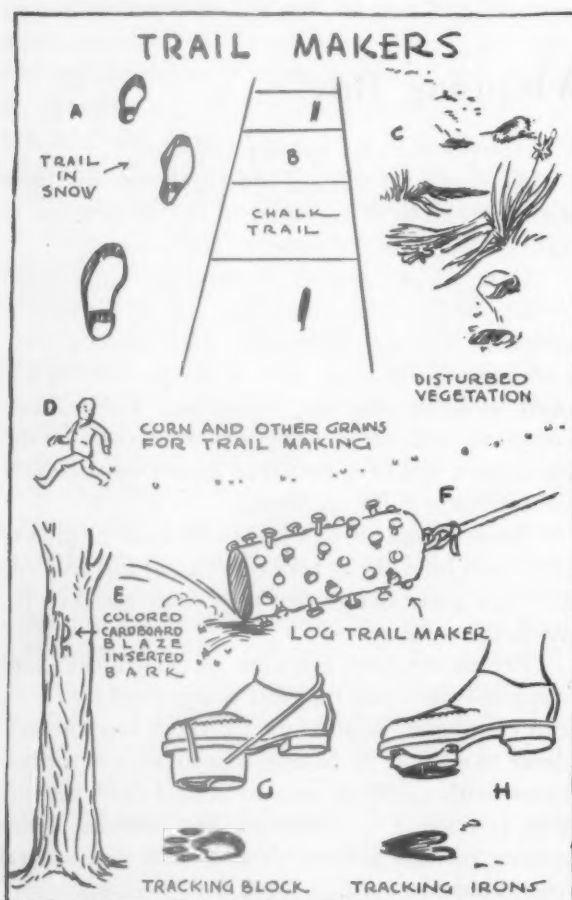 TRAIL MAKERS
A
TRAIL
IN
SNOW
B
CHALK
TRAIL
C
DISTURBED
VEGETATION
D
CORN AND OTHER GRAINS
FOR TRAIL MAKING
E
COLORED
CARDBOARD
BLAZE
INSERTED
BARK
F
LOG TRAIL MAKER
G
TRACKING BLOCK
H
TRACKING IRONS